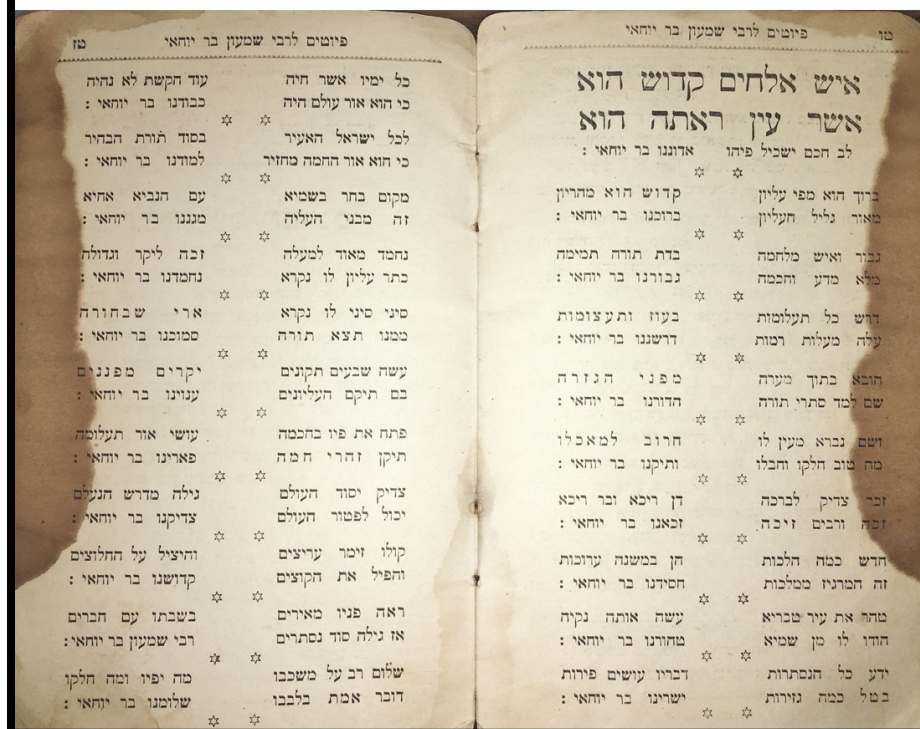 טו פיוטים לרבי שמעון בר יוחאי
איש אלהים קדוש הוא
אשר עין ראתה הוא
לב חכם ישכיל פיהו אדוננו בר יוחאי :
ברוך הוא מפי עליון קדוש הוא מהריון
מאור גליל העליון ברוכנו בר יוחאי :
גבור ואיש מלחמה בדת תורה תמימה
מלא מדע וחכמה גבורנו בר יוחאי :
דרש כל תעלומות בעוז ותעצומות
עלה מעלות רמות דרשננו בר יוחאי :
הובא בתוך מערה מפני הגזרה
שם למד סתרי תורה הדורנו בר יוחאי :
ושם נברא מעין לו חרוב למאכלו
מה טוב חלקו וחבלו ותיקנו בר יוחאי :
זכר צדיק לברכה דן ריכא ובר ריכא
זכה ורבים זיכה זכאנו בר יוחאי :
חדש כמה הלכות הן במשנה ערוכות
זה המרגיז ממלכות חסידנו בר יוחאי :
טהר את עיר טבריא עשה אותה נקיה
הודו לו מן שמיא טהורנו בר יוחאי :
ידע כל הנסתרות דבריו עושים פירות
בטל כמה גזירות ישרינו בר יוחאי :
פיוטים לרבי שמעון בר יוחאי טז
כל ימיו אשר חיה עוד הקשת לא נהיה
כי הוא אור עולם היה כבודנו בר יוחאי :
לכל ישראל האעיר בסוד תורת הבהיר
כי הוא אור החמה מחזיר למודנו בר יוחאי :
מקום בחר בשמיא עם הנביא אחיא
זה מבני העליה מגננו בר יוחאי :
נחמד מאוד למעלה זכה ליקר וגדולה
כתר עליון לו נקרא נחמדנו בר יוחאי :
סיני סיני לו נקרא ארי שבחורה
ממנו תצא תורה סמוכנו בר יוחאי :
עשה שבעים תקונים יקרים מפננים
בם תיקם העליונים ענוינו בר יוחאי :
פתח את פיו בחכמה עושי אור תעלומה
תיקן זהרי חמה פארינו בר יוחאי :
צדיק יסוד העולם גילה מדרש הנעלם
יכול לפטור העולם צדיקנו בר יוחאי :
קולו זימר עריצים והיציל על החלוצים
והפיל את הקוצים קדושנו בר יוחאי :
ראה פניו מאירים בשבתו עם חברים
אז גילה סוד נסתרים רבי שמעון בר יוחאי :
שלום רב על משכבו מה יפיו ומה חלקו
דובר אמת בלבבו שלומנו בר יוחאי :